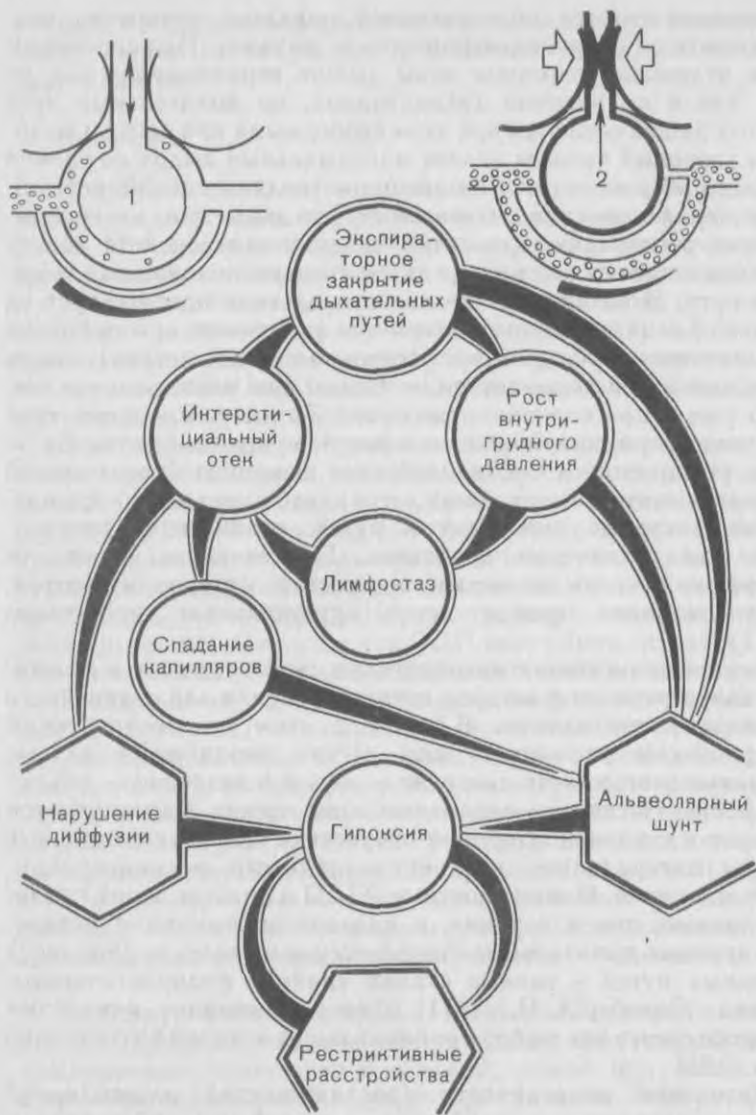 1
2
Экспира-
торное
закрытие
дыхательных
путей
Интерсти-
циальный
отек
Рост
внутри-
грудного
давления
Лимфостаз
Спадание
капилляров
Нарушение
диффузии
Гипоксия
Альвеолярный
шунт
Рестриктивные
расстройства